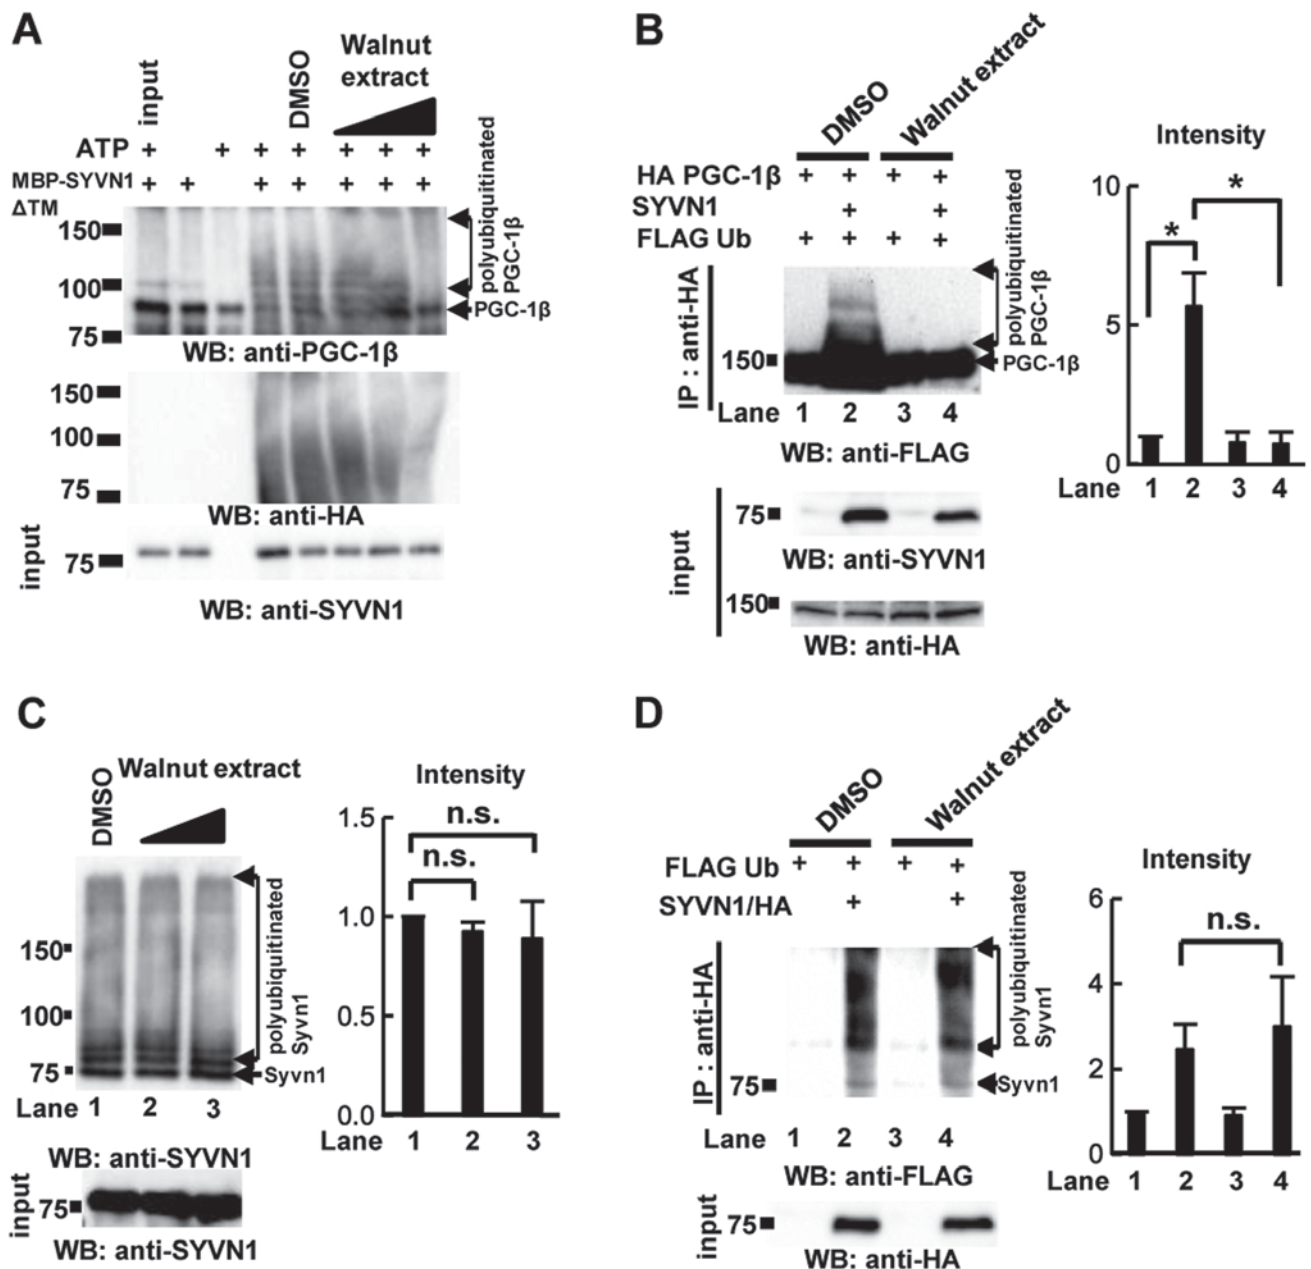 A
input
DMSO
Walnut
extract
ATP + + + + + + +
MBP-SYVN1 + + + + + + +
ΔTM
150
100
75
polyubiquitinated
PGC-1β
PGC-1β
WB: anti-PGC-1β
150
100
75
WB: anti-HA
input
75
WB: anti-SYVN1
B
DMSO
Walnut extract
HA PGC-1β + + + +
SYVN1 + +
FLAG Ub + + + +
IP : anti-HA
150
polyubiquitinated
PGC-1β
PGC-1β
Lane 1 2 3 4
WB: anti-FLAG
input
75
WB: anti-SYVN1
150
WB: anti-HA
Intensity
10
5
0
*
*
Lane 1 2 3 4
C
DMSO
Walnut extract
150
100
75
polyubiquitinated
Syvn1
Syvn1
Lane 1 2 3
WB: anti-SYVN1
input
75
WB: anti-SYVN1
Intensity
1.5
1.0
0.5
0.0
n.s.
n.s.
Lane 1 2 3
D
DMSO
Walnut extract
FLAG Ub + + + +
SYVN1/HA + +
IP : anti-HA
75
polyubiquitinated
Syvn1
Syvn1
Lane 1 2 3 4
WB: anti-FLAG
input
75
WB: anti-HA
Intensity
6
4
2
0
n.s.
Lane 1 2 3 4